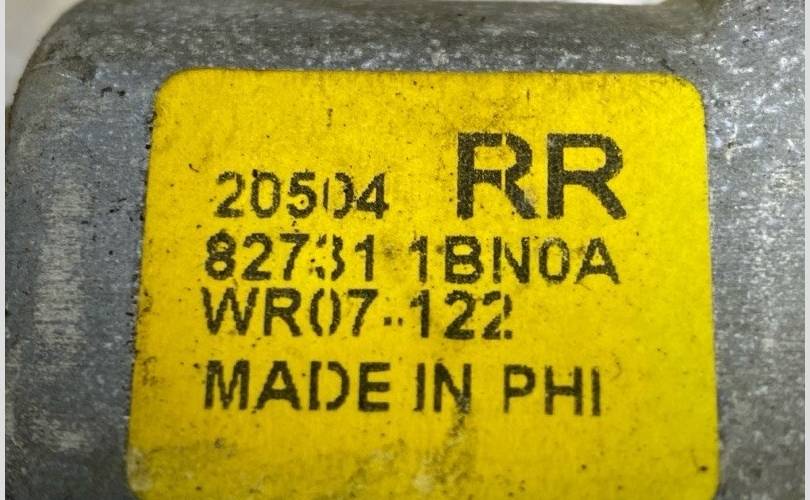 20504 RR
82731 1BN0A
WR07-122
MADE IN PHI